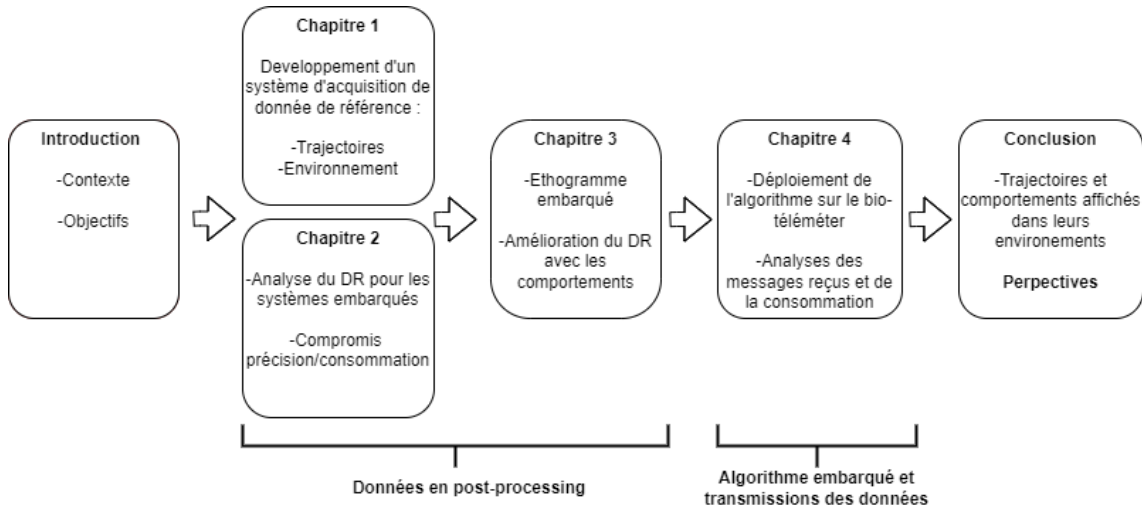 Introduction
-Contexte
-Objectifs
Chapitre 1
Developpement d'un
système d'acquisition de
donnée de référence :
-Trajectoires
-Environnement
Chapitre 2
-Analyse du DR pour les
systèmes embarqués
-Compromis
précision/consommation
Chapitre 3
-Ethogramme
embarqué
-Amélioration du DR
avec les
comportements
Chapitre 4
-Déploiement de
l'algorithme sur le bio-
téléméter
-Analyses des
messages reçus et de
la consommation
Conclusion
-Trajectoires et
comportements affichés
dans leurs
environements
Perpectives
Données en post-processing
Algorithme embarqué et
transmissions des données